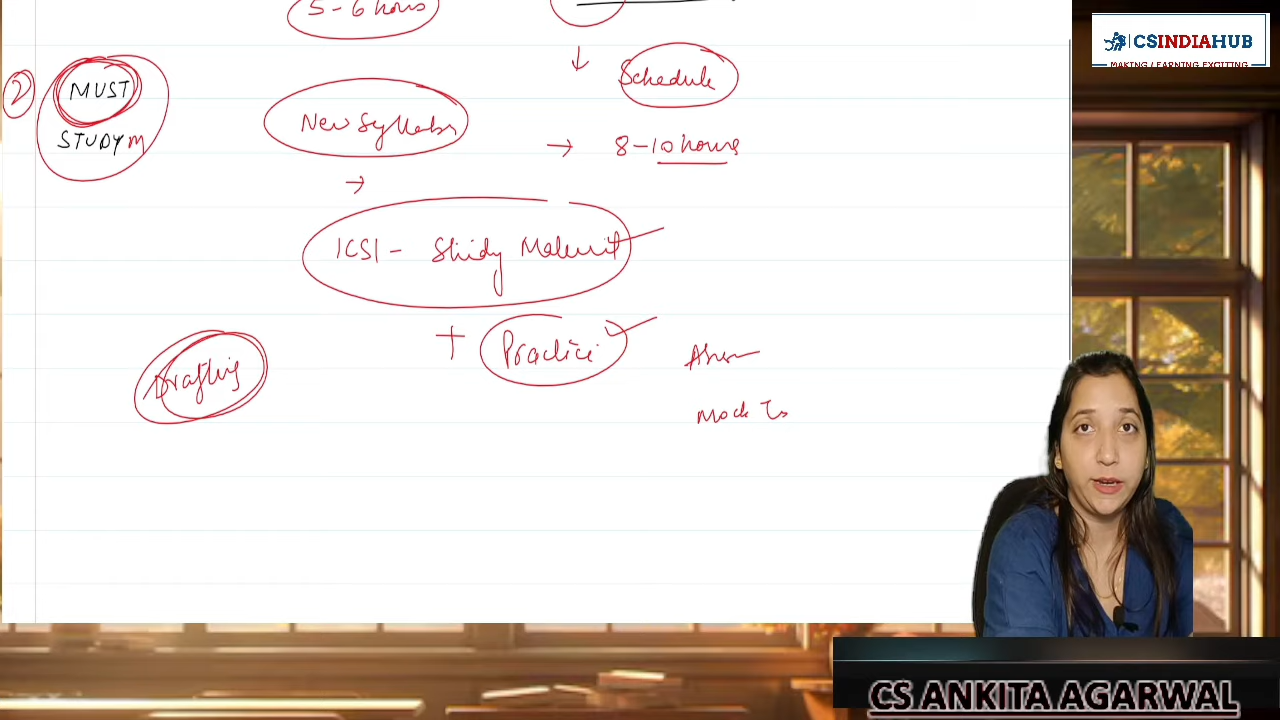 5-6 hours
CSINDIAHUB
MAKING LEARNING EXCITING
Schedule
2
MUST
STUDY m
New Syllabus
→ 8-10 hours
→
ICSI - Study Material
+ Practice
Drafting
Mock Ts
CS ANKITA AGARWAL